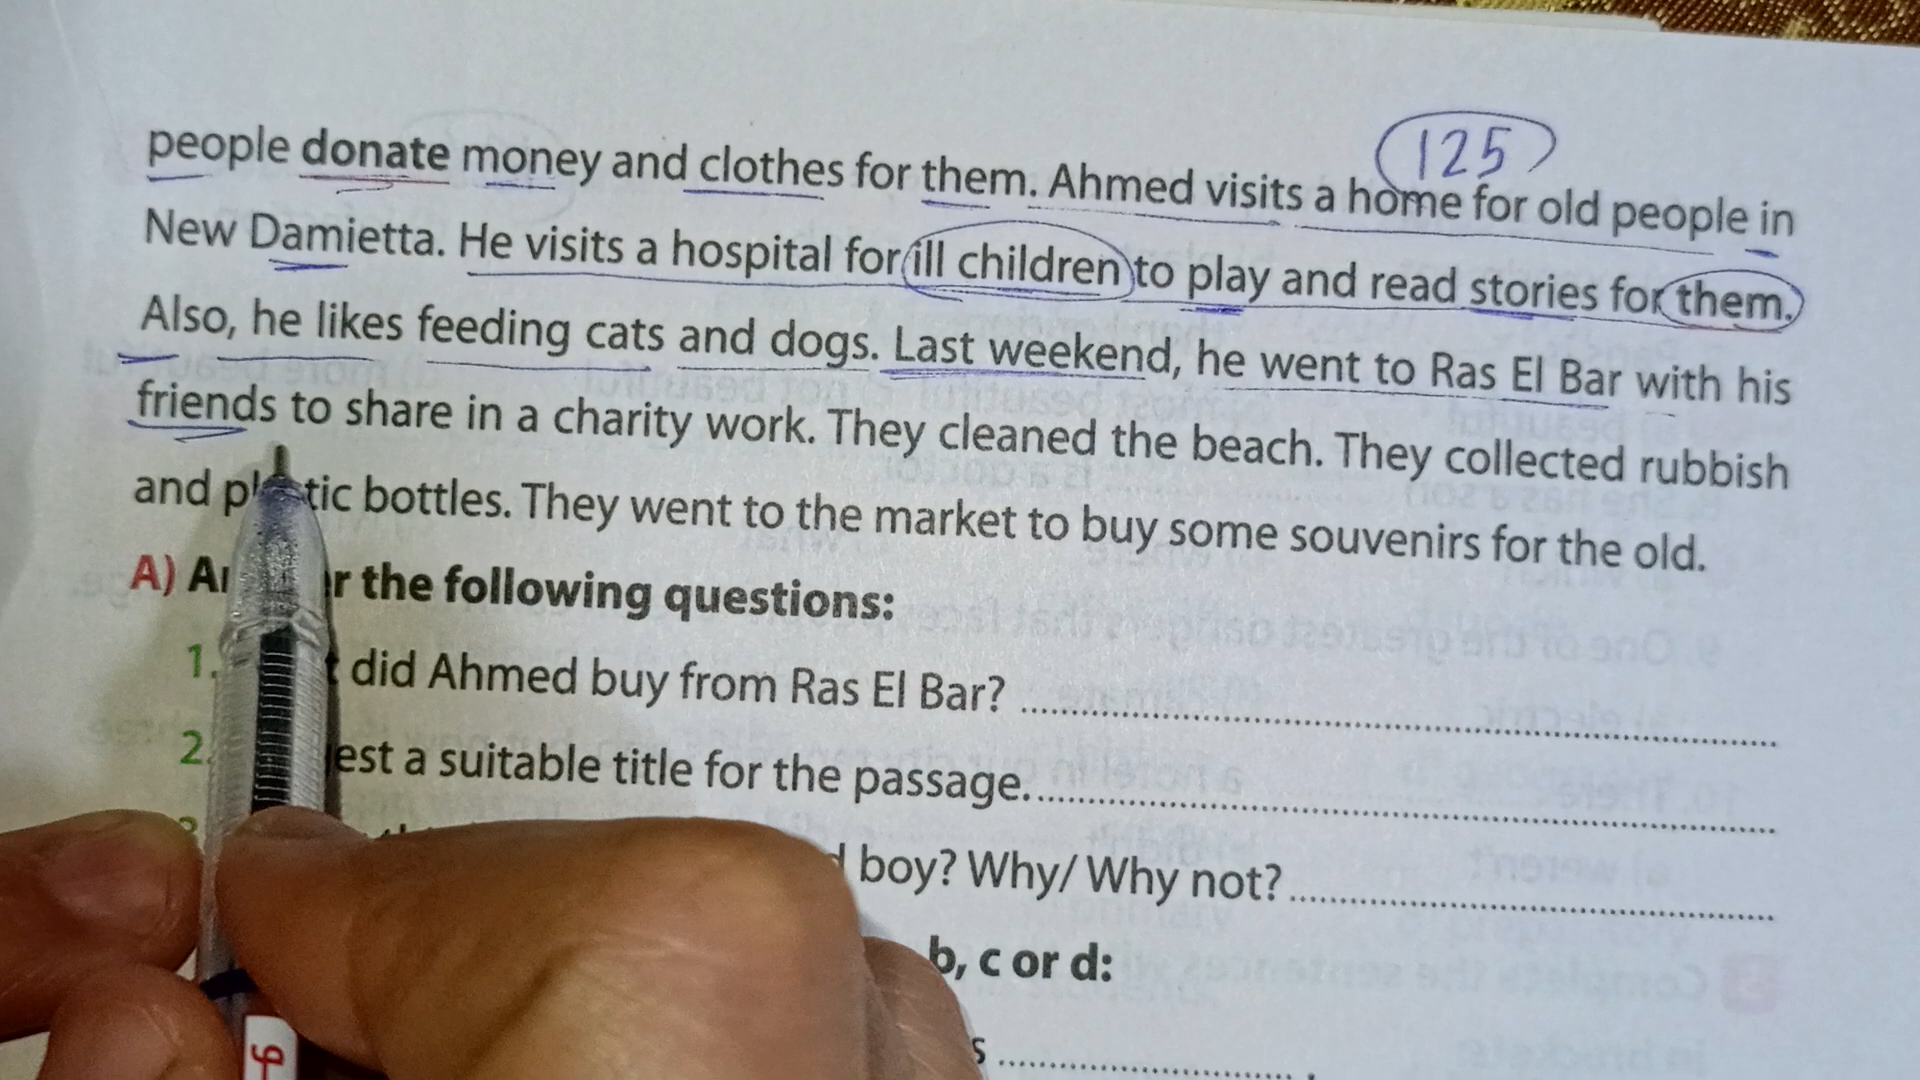 125
people donate money and clothes for them. Ahmed visits a home for old people in
New Damietta. He visits a hospital for ill children to play and read stories for them.
Also, he likes feeding cats and dogs. Last weekend, he went to Ras El Bar with his
friends to share in a charity work. They cleaned the beach. They collected rubbish
and plastic bottles. They went to the market to buy some souvenirs for the old.
A) Answer the following questions:
1. did Ahmed buy from Ras El Bar?
2. a suitable title for the passage.
boy? Why/ Why not?
b, c or d: